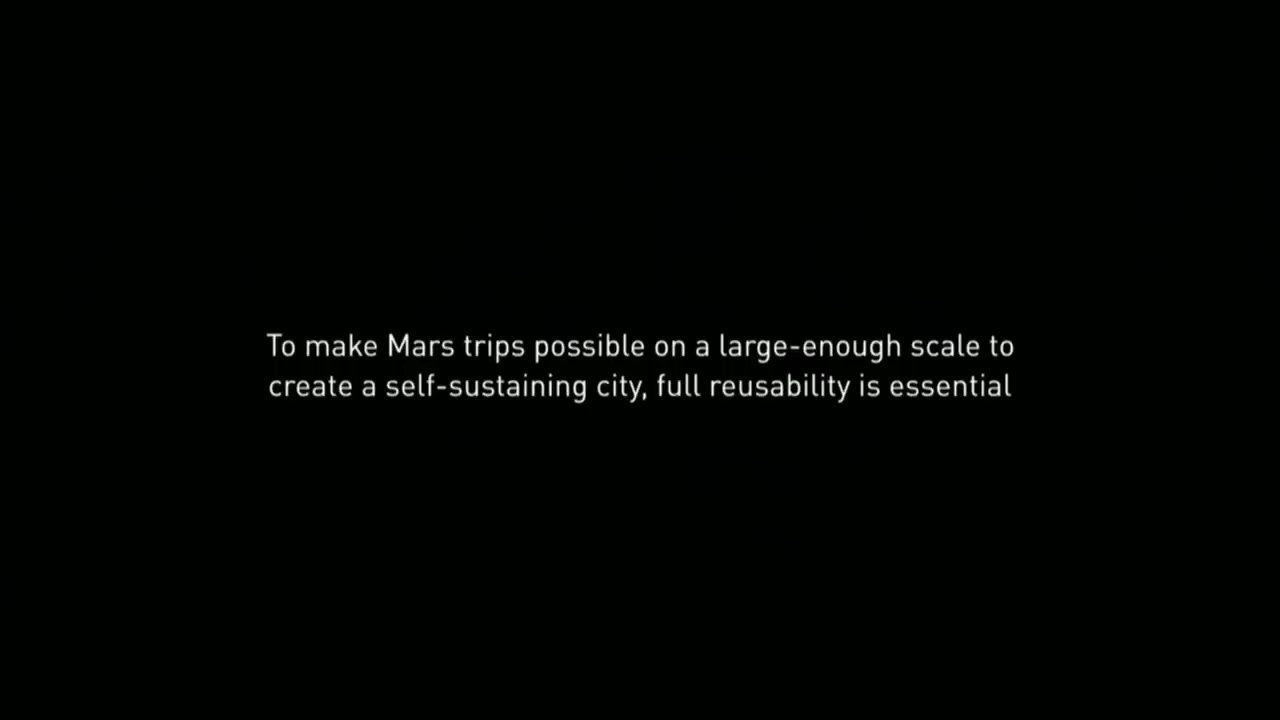 To make Mars trips possible on a large-enough scale to
create a self-sustaining city, full reusability is essential